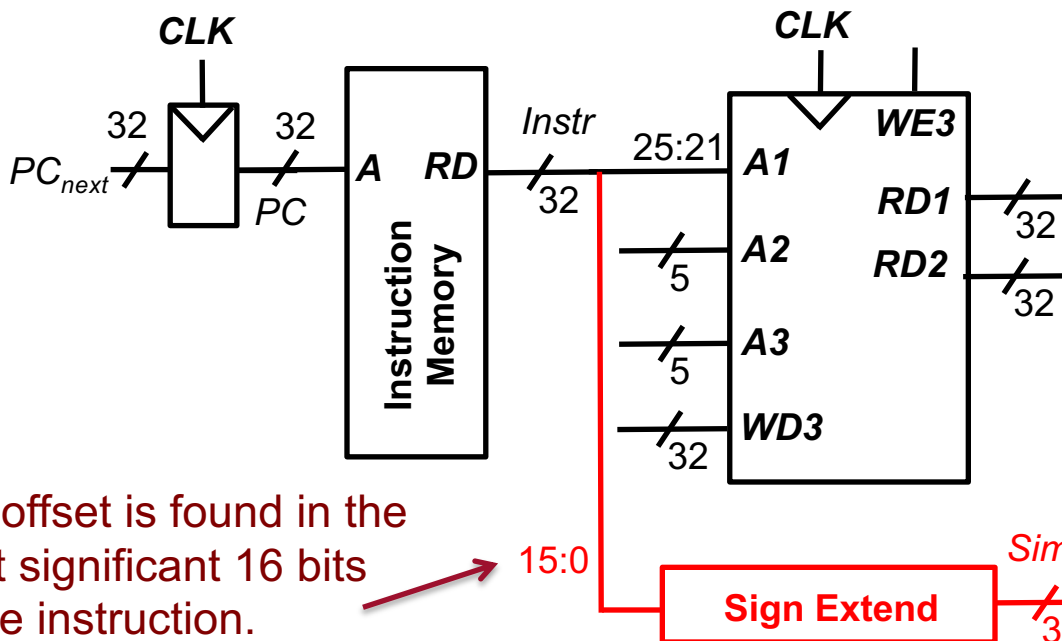 CLK
CLK
32
32
Instr
25:21
A1
WE3
PCnext
PC
A
RD
32
RD1
32
A2
5
RD2
32
Instruction
Memory
A3
5
WD3
32
offset is found in the
t significant 16 bits
e instruction.
15:0
Sim
Sign Extend
3